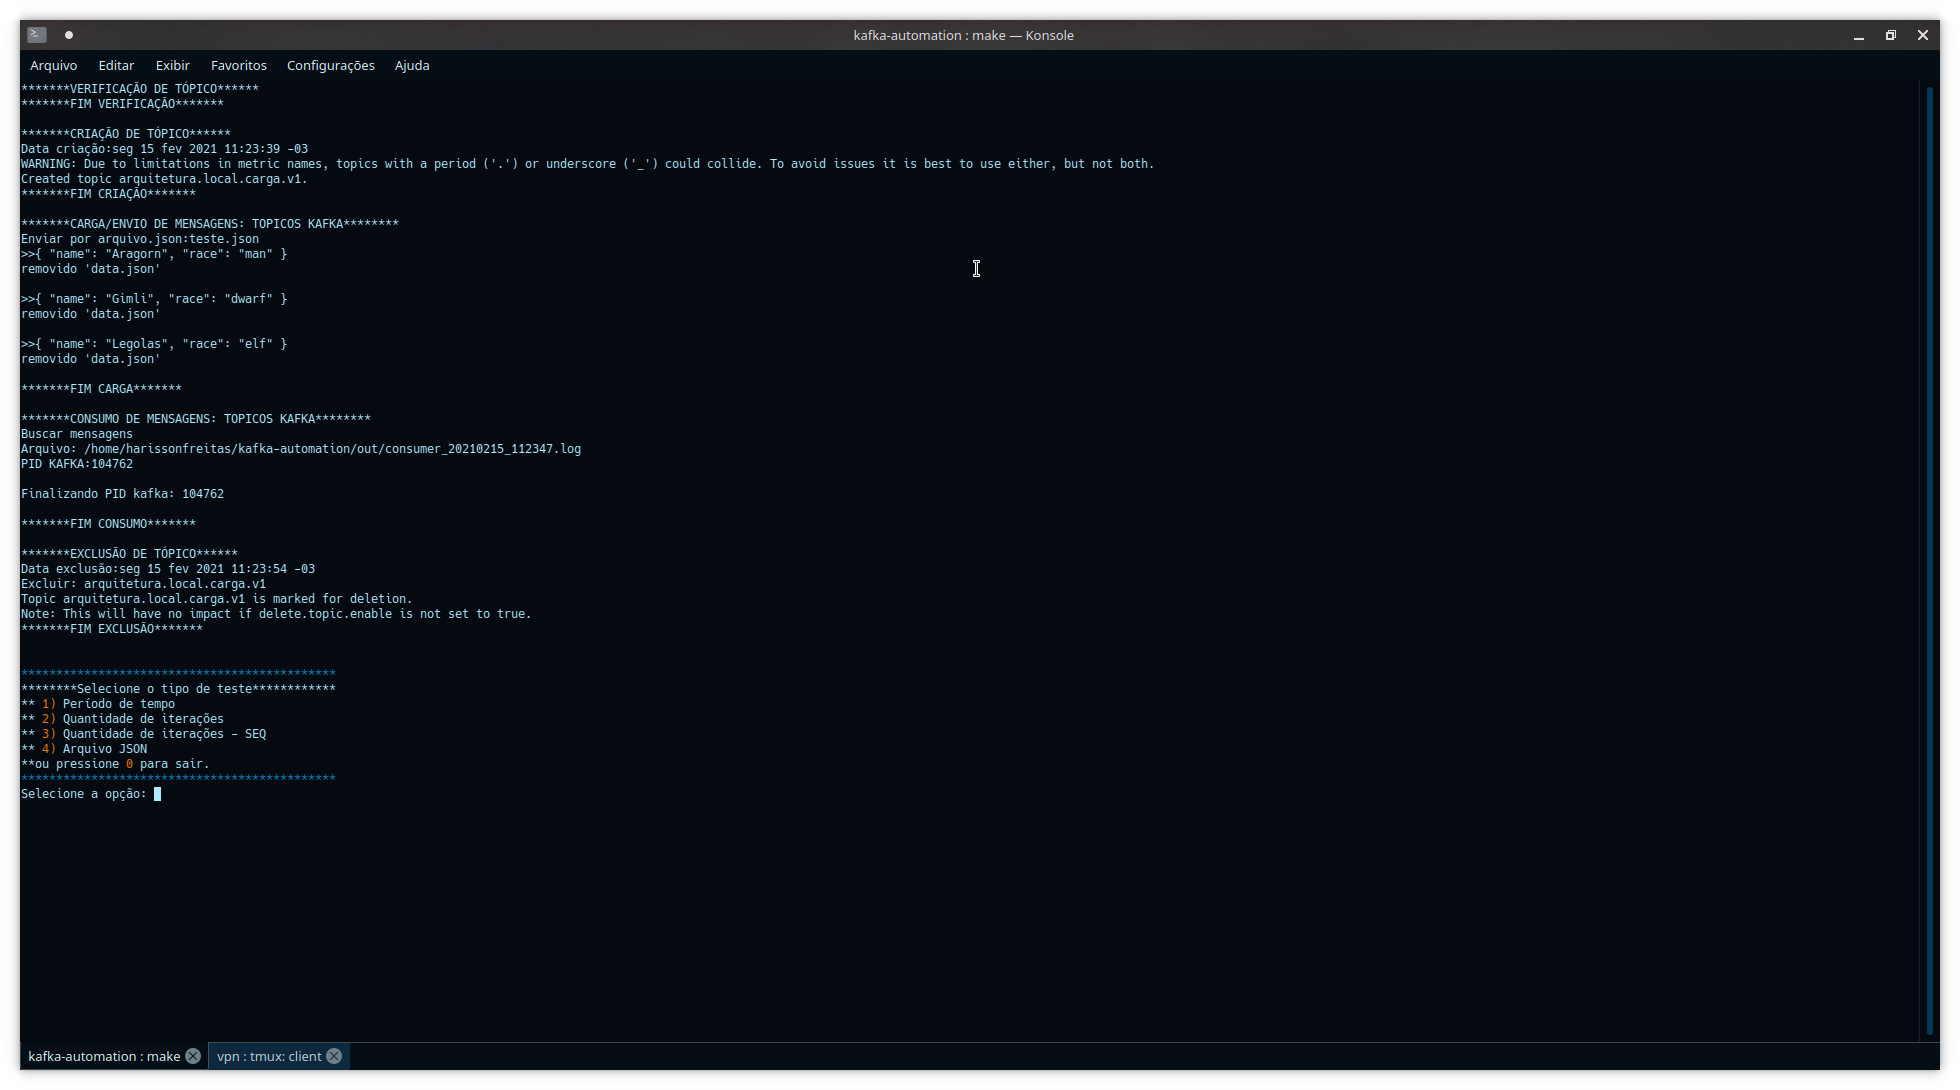 kafka-automation : make — Konsole
Arquivo Editar Exibir Favoritos Configurações Ajuda
*******VERIFICAÇÃO DE TÓPICO******
*******FIM VERIFICAÇÃO*******
*******CRIAÇÃO DE TÓPICO******
Data criação:seg 15 fev 2021 11:23:39 -03
WARNING: Due to limitations in metric names, topics with a period ('.') or underscore ('_') could collide. To avoid issues it is best to use either, but not both.
Created topic arquitetura.local.carga.v1.
*******FIM CRIAÇÃO*******
*******CARGA/ENVIO DE MENSAGENS: TOPICOS KAFKA********
Enviar por arquivo.json:teste.json
>>{ "name": "Aragorn", "race": "man" }
removido 'data.json'
>>{ "name": "Gimli", "race": "dwarf" }
removido 'data.json'
>>{ "name": "Legolas", "race": "elf" }
removido 'data.json'
*******FIM CARGA*******
*******CONSUMO DE MENSAGENS: TOPICOS KAFKA********
Buscar mensagens
Arquivo: /home/harissonfreitas/kafka-automation/out/consumer_20210215_112347.log
PID KAFKA:104762
Finalizando PID kafka: 104762
*******FIM CONSUMO*******
*******EXCLUSÃO DE TÓPICO******
Data exclusão:seg 15 fev 2021 11:23:54 -03
Excluir: arquitetura.local.carga.v1
Topic arquitetura.local.carga.v1 is marked for deletion.
Note: This will have no impact if delete.topic.enable is not set to true.
*******FIM EXCLUSÃO*******
*********************************************
********Selecione o tipo de teste************
** 1) Período de tempo
** 2) Quantidade de iterações
** 3) Quantidade de iterações - SEQ
** 4) Arquivo JSON
**ou pressione 0 para sair.
*********************************************
Selecione a opção:
kafka-automation : make vpn : tmux: client